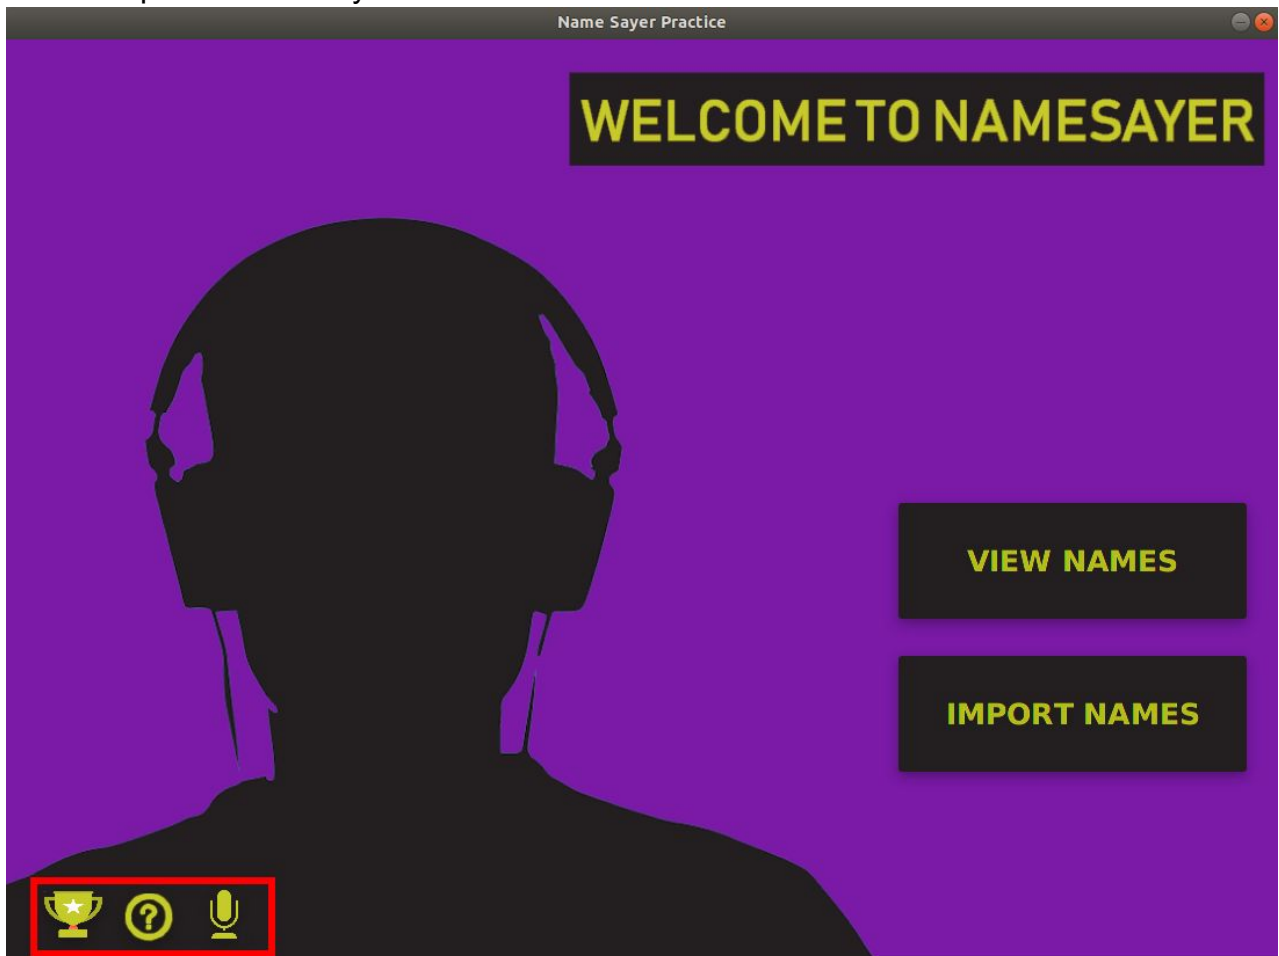 Name Sayer Practice
WELCOME TO NAMESAYER
VIEW NAMES
IMPORT NAMES
?